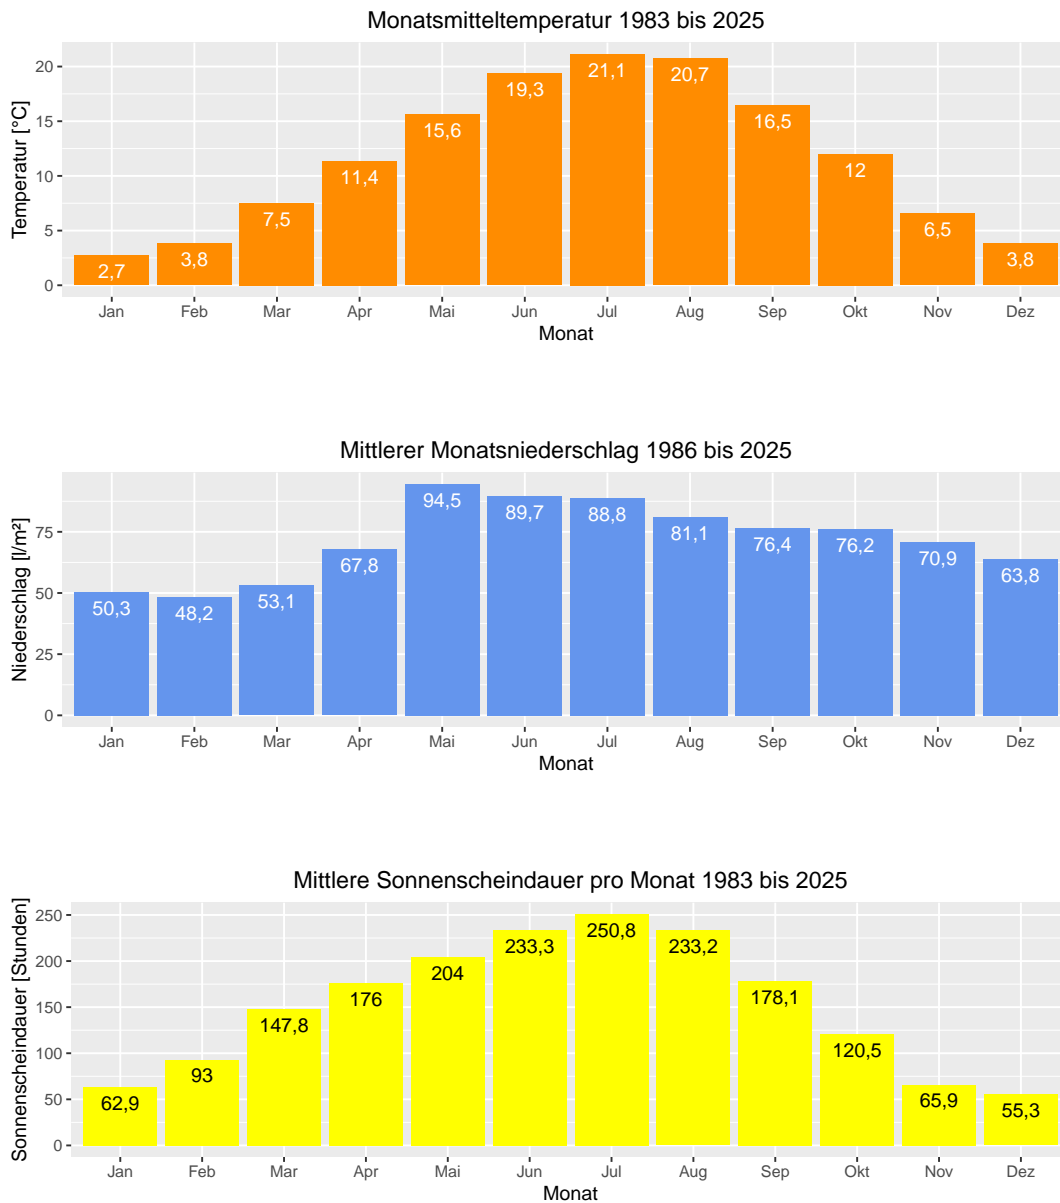 Monatsmitteltemperatur 1983 bis 2025
Temperatur [°C]
20
15
10
5
0
2,7 3,8 7,5 11,4 15,6 19,3 21,1 20,7 16,5 12 6,5 3,8
Jan Feb Mar Apr Mai Jun Jul Aug Sep Okt Nov Dez
Monat
Mittlerer Monatsniederschlag 1986 bis 2025
Niederschlag [l/m²]
75
50
25
0
50,3 48,2 53,1 67,8 94,5 89,7 88,8 81,1 76,4 76,2 70,9 63,8
Jan Feb Mar Apr Mai Jun Jul Aug Sep Okt Nov Dez
Monat
Mittlere Sonnenscheindauer pro Monat 1983 bis 2025
Sonnenscheindauer [Stunden]
250
200
150
100
50
0
62,9 93 147,8 176 204 233,3 250,8 233,2 178,1 120,5 65,9 55,3
Jan Feb Mar Apr Mai Jun Jul Aug Sep Okt Nov Dez
Monat